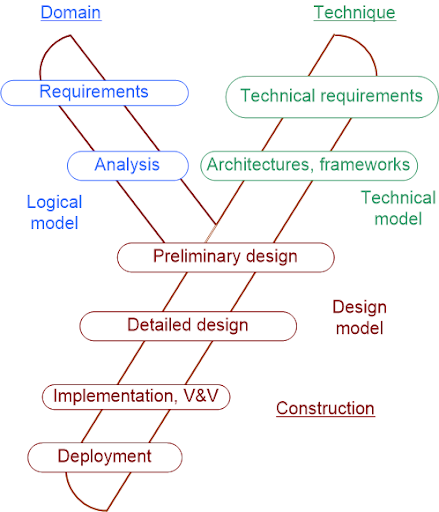 Domain
Technique
Requirements
Technical requirements
Analysis
Architectures, frameworks
Logical
model
Technical
model
Preliminary design
Detailed design
Design
model
Implementation, V&V
Construction
Deployment